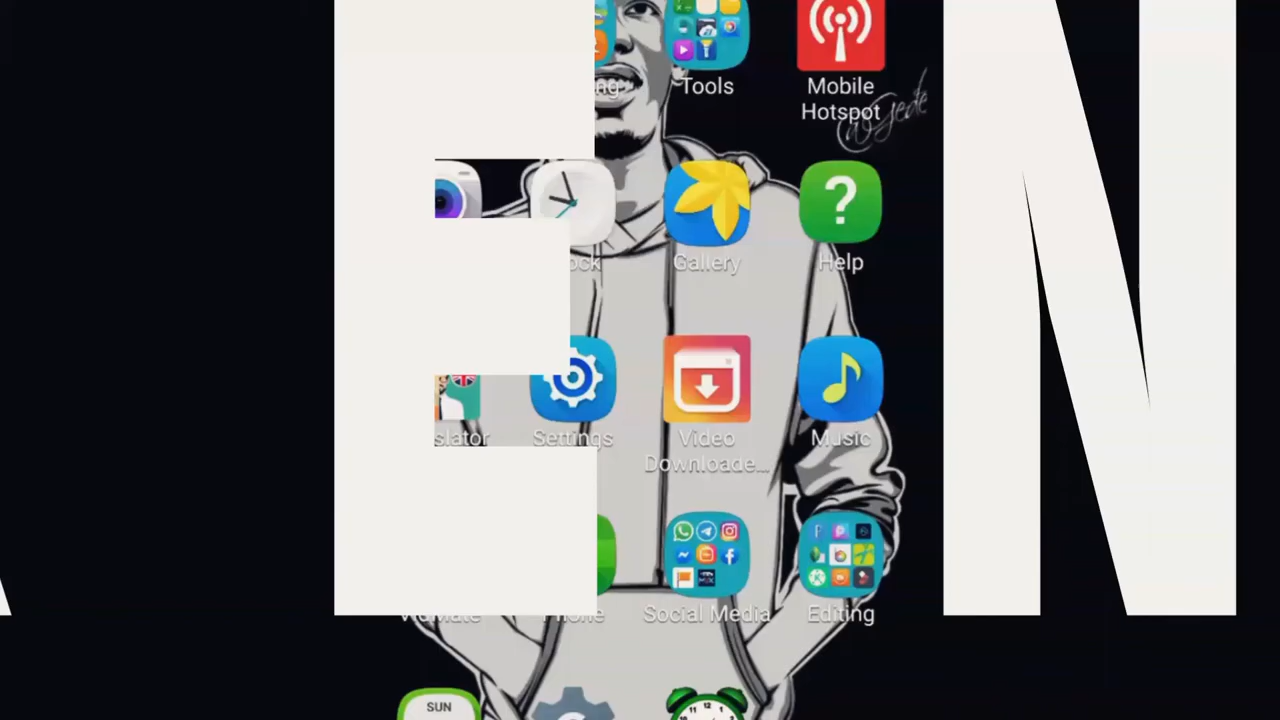 E N
Tools
Mobile
Hotspot
Gallery
Help
Settings
Video
Downloade...
Music
Social Media
Editing
SUN